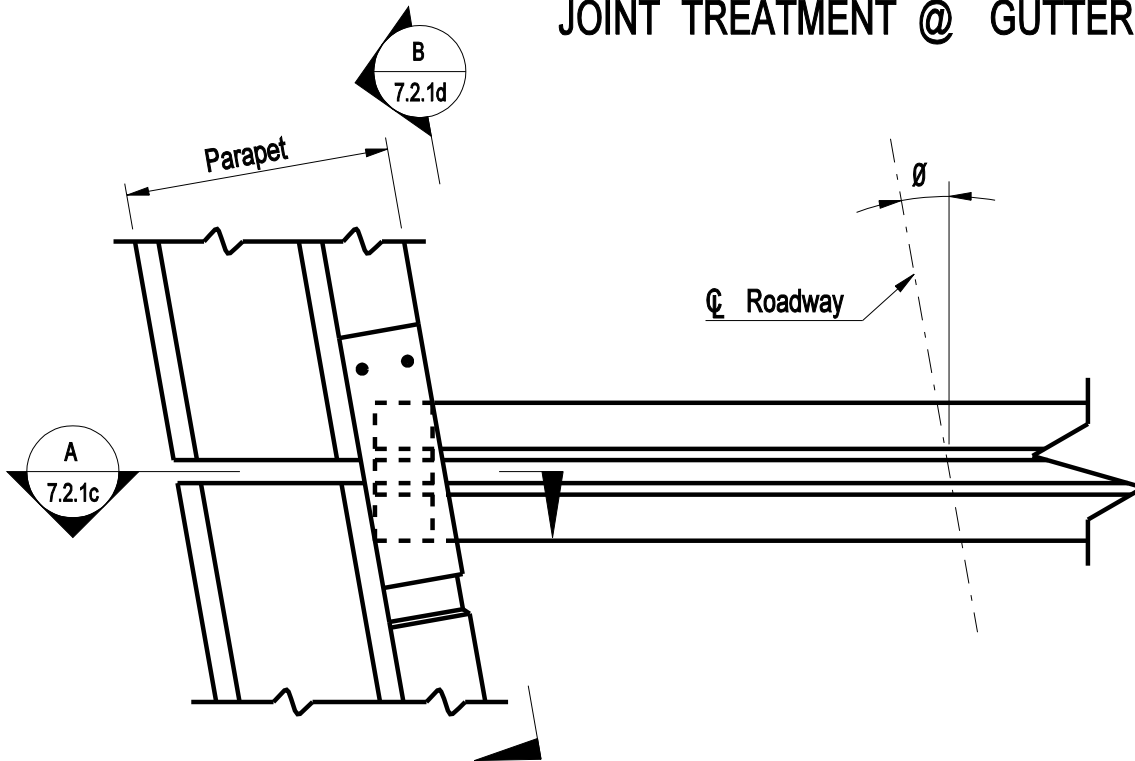 JOINT TREATMENT @ GUTTER
B
7.2.1d
Parapet
Ø
℄ Roadway
A
7.2.1c